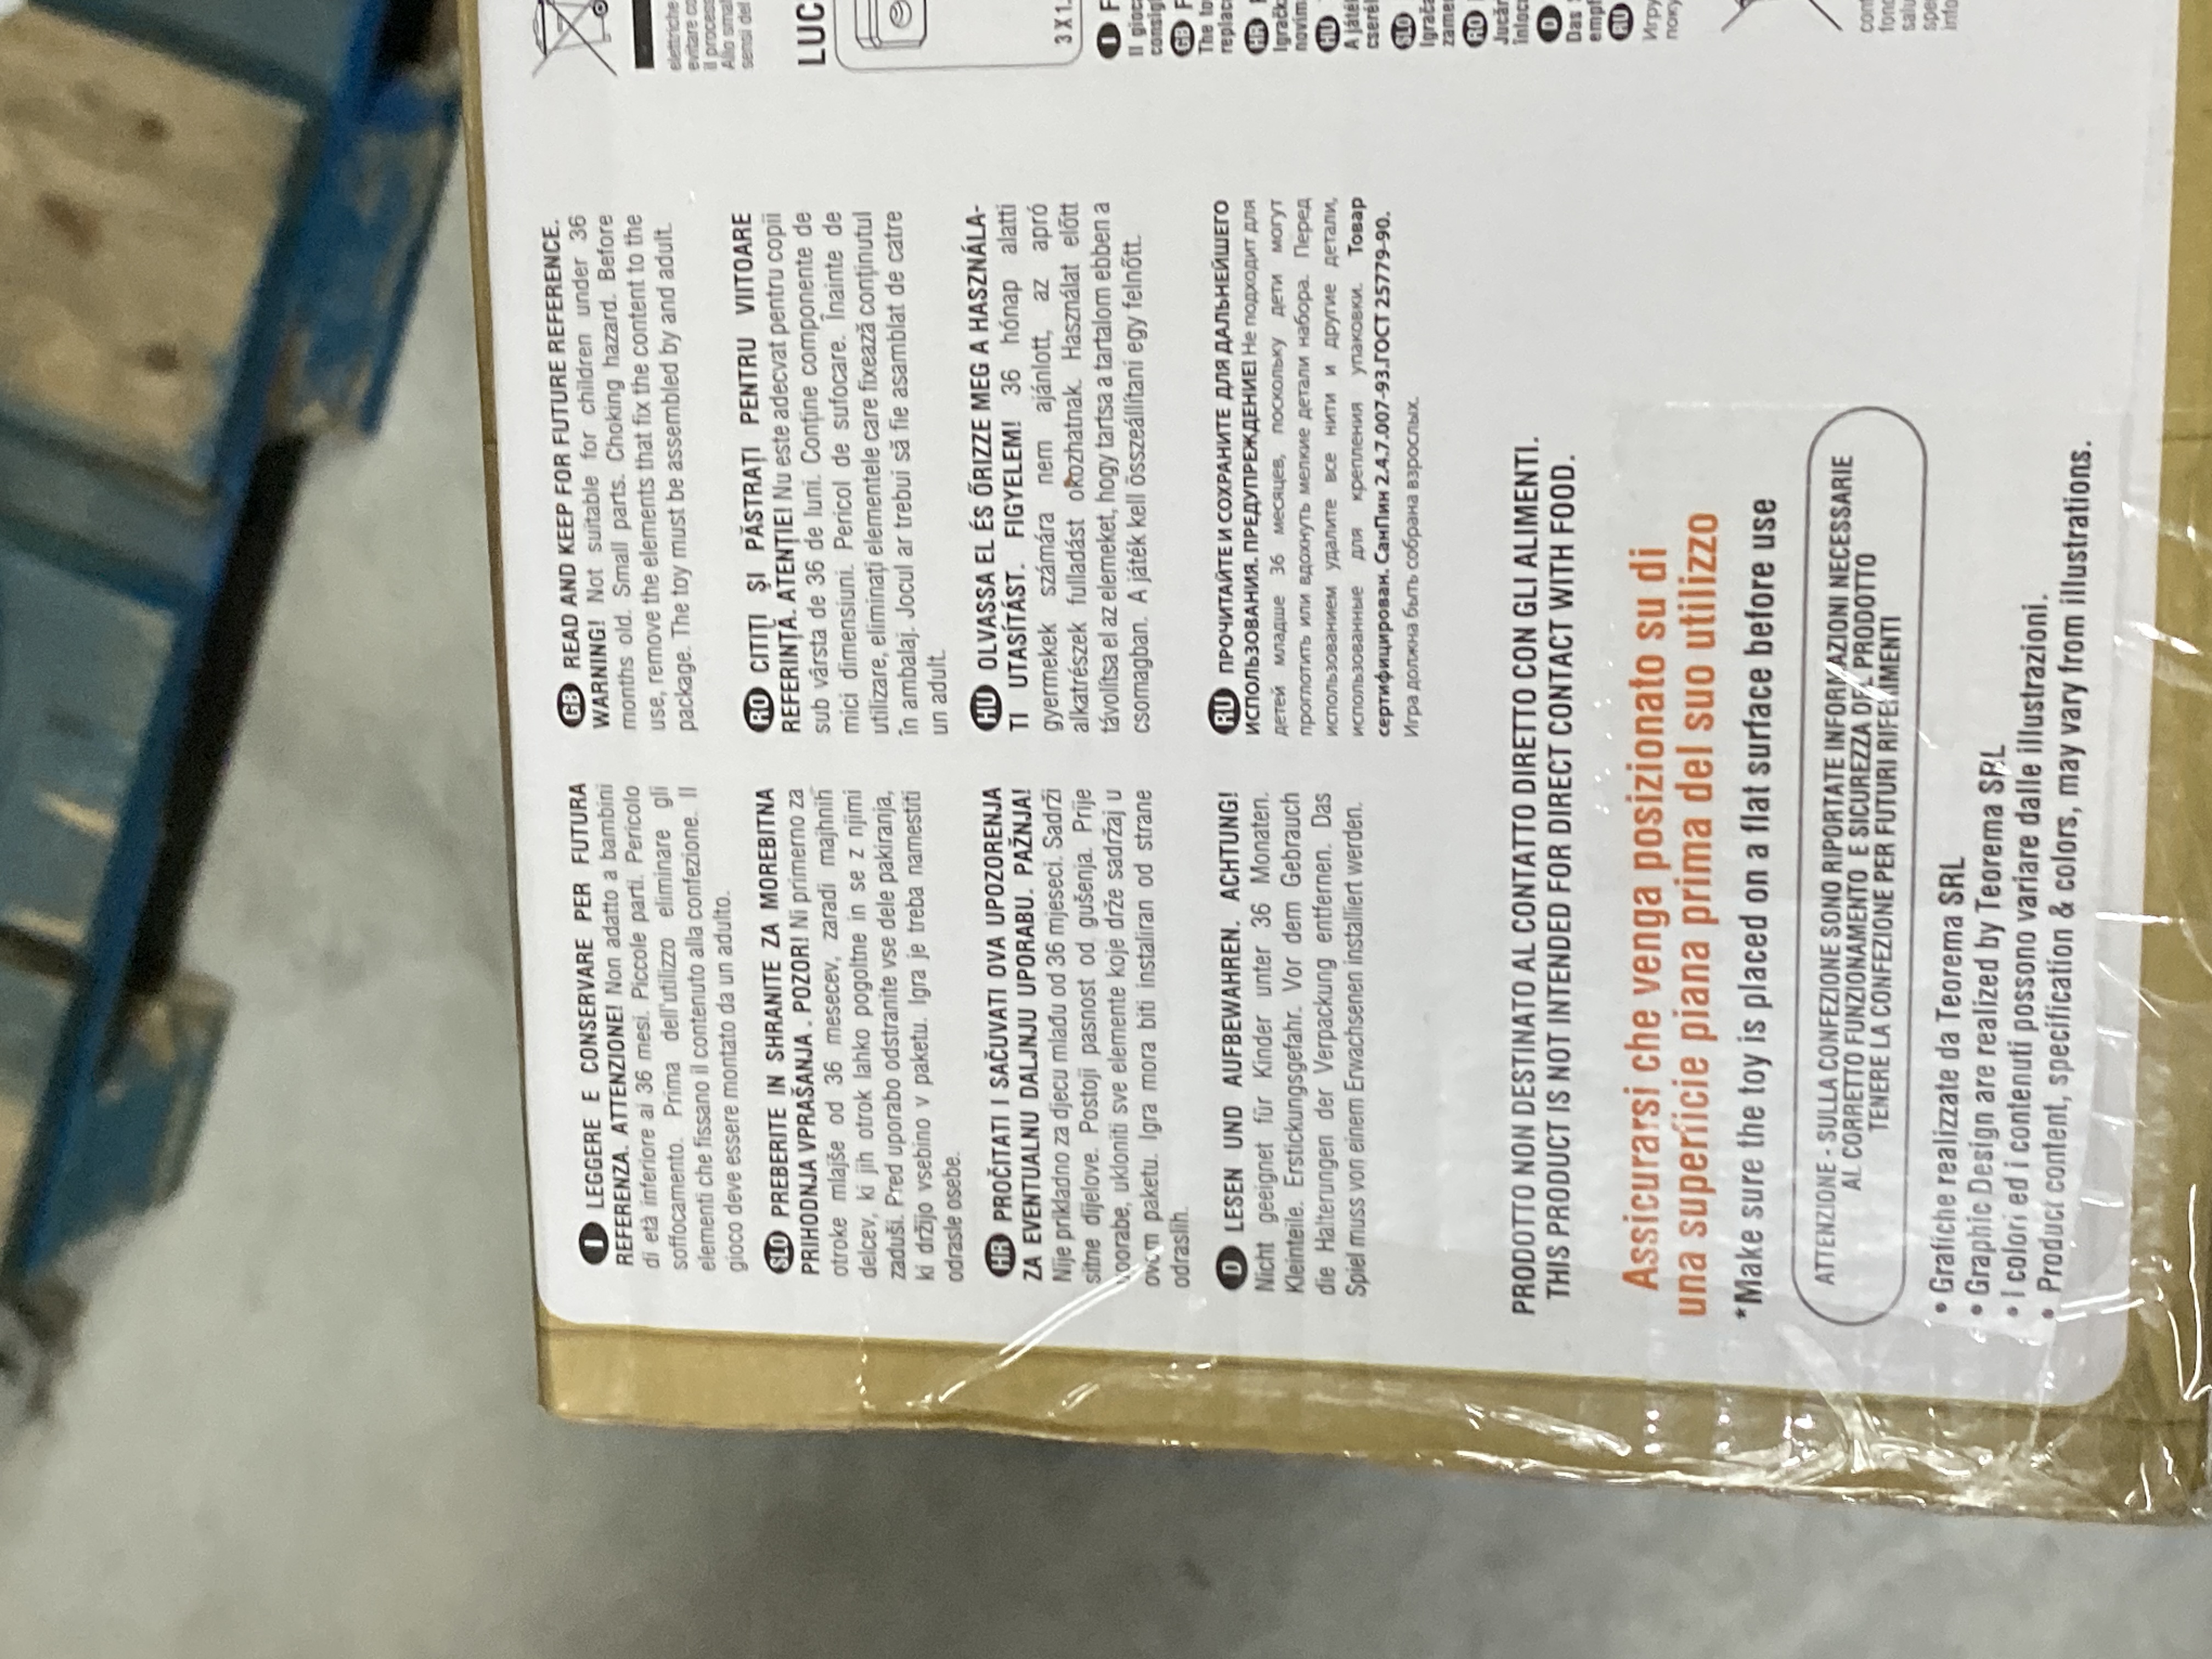 I LEGGERE E CONSERVARE PER FUTURA
REFERENZA. ATTENZIONE! Non adatto a bambini
di età inferiore ai 36 mesi. Piccole parti. Pericolo
soffocamento. Prima dell'utilizzo eliminare gli
elementi che fissano il contenuto alla confezione. Il
gioco deve essere montato da un adulto.
SLO PREBERITE IN SHRANITE ZA MOREBITNA
PRIHODNJA VPRAŠANJA . POZOR! Ni primerno za
otroke mlajše od 36 mesecev, zaradi majhnih
delcev, ki jih otrok lahko pogoltne in se z njimi
zaduši. Pred uporabo odstranite vse dele pakiranja,
ki držijo vsebino v paketu. Igra je treba namestiti
odrasle osebe.
HR PROČITATI I SAČUVATI OVA UPOZORENJA
ZA EVENTUALNU DALJNJU UPORABU. PAŽNJA!
Nije prikladno za djecu mlađu od 36 mjeseci. Sadrži
sitne dijelove. Postoji pasnost od gušenja. Prije
uporabe, ukloniti sve elemente koje drže sadržaj u
ovom paketu. Igra mora biti instaliran od strane
odraslih.
D LESEN UND AUFBEWAHREN. ACHTUNG!
Nicht geeignet für Kinder unter 36 Monaten.
Kleinteile. Erstickungsgefahr. Vor dem Gebrauch
die Halterungen der Verpackung entfernen. Das
Spiel muss von einem Erwachsenen installiert werden.
GB READ AND KEEP FOR FUTURE REFERENCE.
WARNING! Not suitable for children under 36
months old. Small parts. Choking hazard. Before
use, remove the elements that fix the content to the
package. The toy must be assembled by and adult.
RO CITIȚI ȘI PĂSTRAȚI PENTRU VIITOARE
REFERINȚĂ. ATENȚIE! Nu este adecvat pentru copii
sub vârsta de 36 de luni. Conține componente de
mici dimensiuni. Pericol de sufocare. Înainte de
utilizare, eliminați elementele care fixează conținutul
în ambalaj. Jocul ar trebui să fie asamblat de catre
un adult.
HU OLVASSA EL ÉS ŐRIZZE MEG A HASZNÁLA-
TI UTASÍTÁST. FIGYELEM! 36 hónap alatti
gyermekek számára nem ajánlott, az apró
alkatrészek fulladást okozhatnak. Használat előtt
távolítsa el az elemeket, hogy tartsa a tartalom ebben a
csomagban. A játék kell összeállítani egy felnőtt.
RU ПРОЧИТАЙТЕ И СОХРАНИТЕ ДЛЯ ДАЛЬНЕЙШЕГО
ИСПОЛЬЗОВАНИЯ. ПРЕДУПРЕЖДЕНИЕ! Не подходит для
детей младше 36 месяцев, поскольку дети могут
проглотить или вдохнуть мелкие детали набора. Перед
использованием удалите все нити и другие детали,
использованные для крепления упаковки. Товар
сертифицирован. СанПин 2.4.7.007-93.ГОСТ 25779-90.
Игра должна быть собрана взрослых.
PRODOTTO NON DESTINATO AL CONTATTO DIRETTO CON GLI ALIMENTI.
THIS PRODUCT IS NOT INTENDED FOR DIRECT CONTACT WITH FOOD.
Assicurarsi che venga posizionato su di
una superficie piana prima del suo utilizzo
*Make sure the toy is placed on a flat surface before use
ATTENZIONE - SULLA CONFEZIONE SONO RIPORTATE INFORMAZIONI NECESSARIE
AL CORRETTO FUNZIONAMENTO E SICUREZZA DEL PRODOTTO
TENERE LA CONFEZIONE PER FUTURI RIFERIMENTI
• Grafiche realizzate da Teorema SRL
• Graphic Design are realized by Teorema SRL
• I colori ed i contenuti possono variare dalle illustrazioni.
• Product content, specification & colors, may vary from illustrations.
elettriche
evitare
il
Allo
sensi del
LUC
3 X 1.
I
Il
GB
The
HR
HU
A
SLO
RO
D
Das
RU